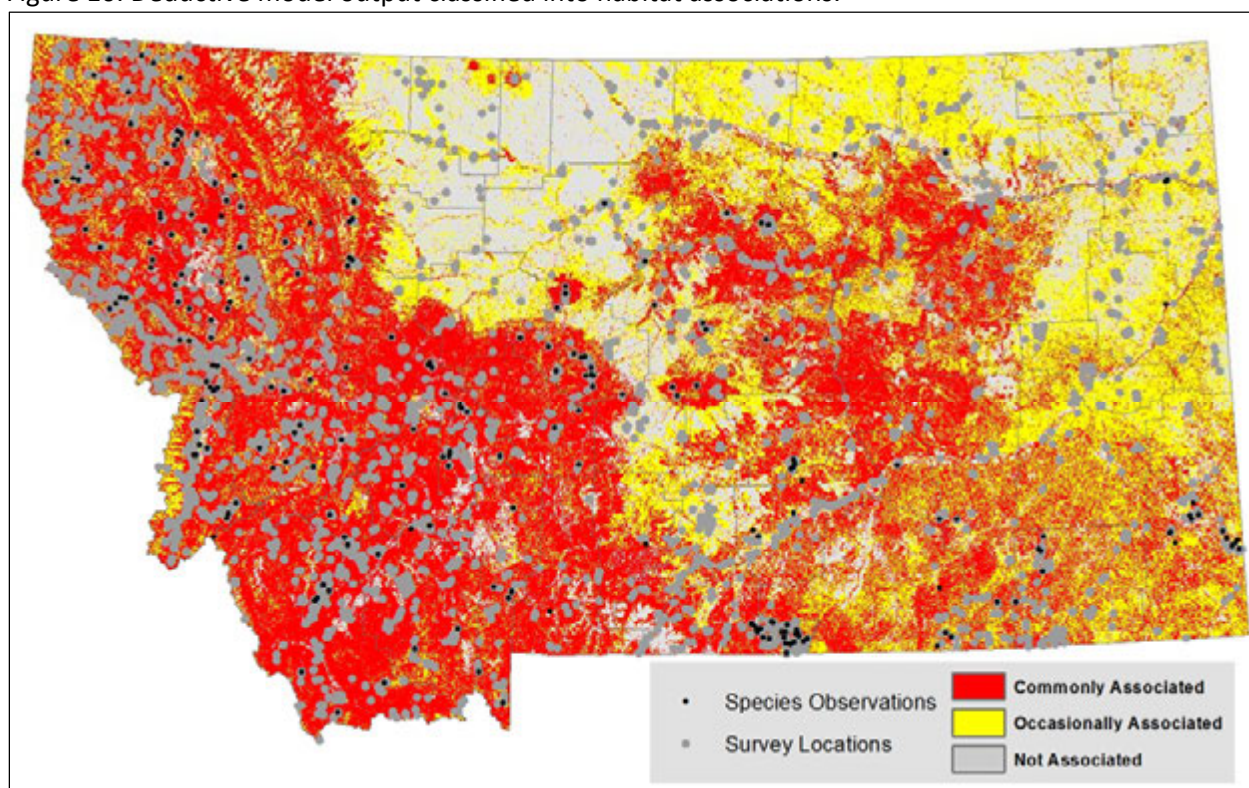 Species Observations
Survey Locations
Commonly Associated
Occasionally Associated
Not Associated